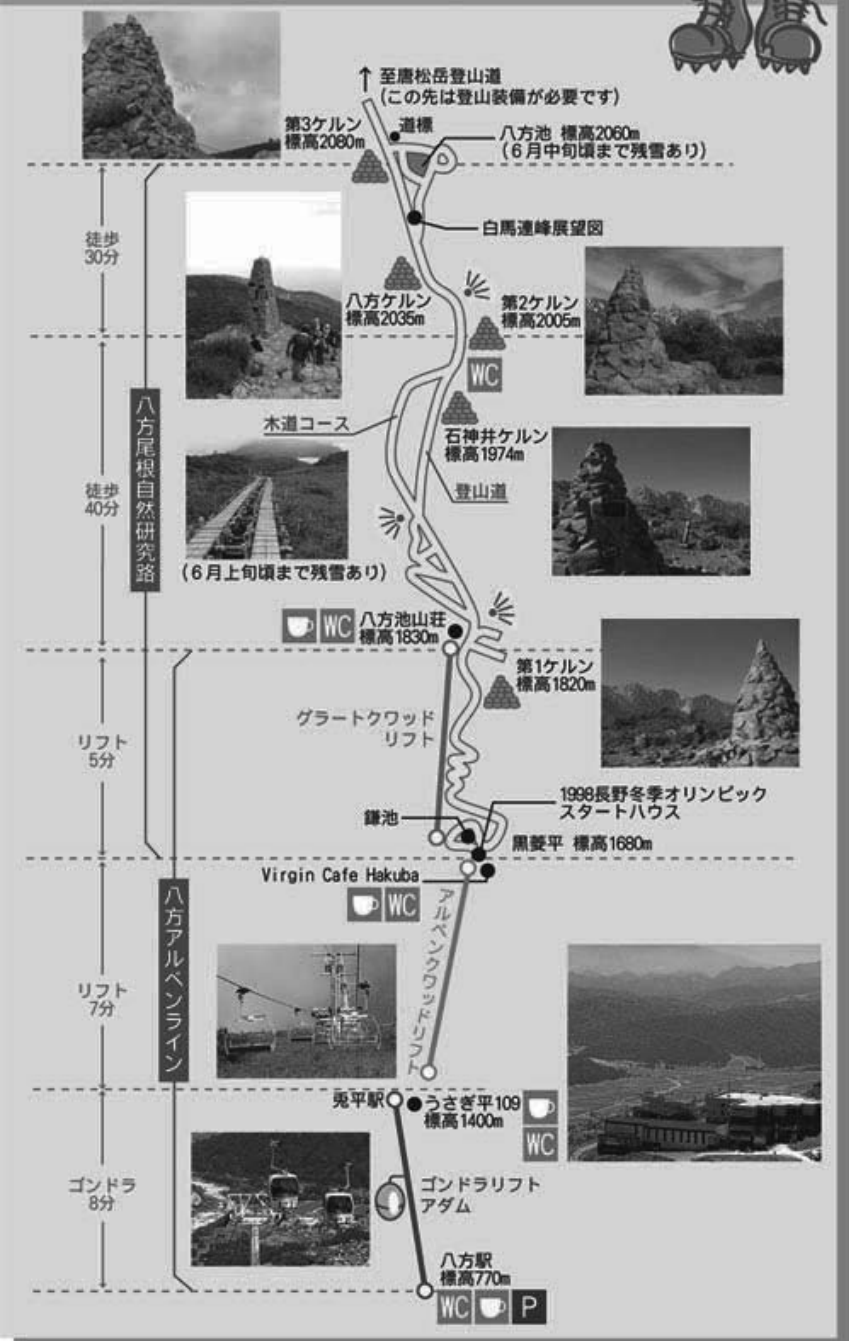 至唐松岳登山道
(この先は登山装備が必要です)
第3ケルン
標高2080m
道標
八方池 標高2060m
(6月中旬頃まで残雪あり)
徒歩
30分
白馬連峰展望図
八方ケルン
標高2035m
第2ケルン
標高2005m
WC
木道コース
石神井ケルン
標高1974m
登山道
八方尾根自然研究路
徒歩
40分
(6月上旬頃まで残雪あり)
WC
八方池山荘
標高1830m
第1ケルン
標高1820m
グラートクワッド
リフト
リフト
5分
1998長野冬季オリンピック
スタートハウス
鎌池
黒菱平 標高1680m
Virgin Cafe Hakuba
WC
アルペンクワッドリフト
八方アルペンライン
リフト
7分
兎平駅
うさぎ平109
標高1400m
WC
ゴンドラ
8分
ゴンドラリフト
アダム
八方駅
標高770m
WC
P